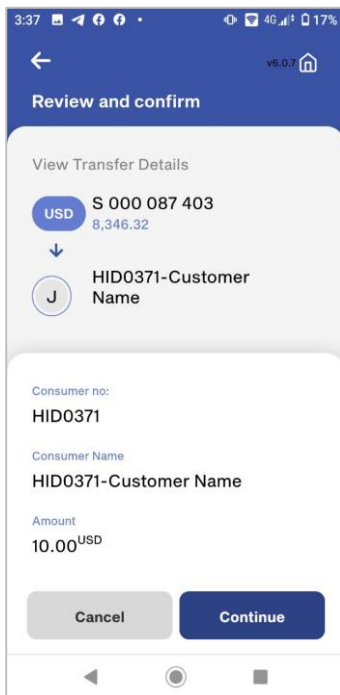 3:37 4G 17%
v6.0.7
Review and confirm
View Transfer Details
USD S 000 087 403
8,346.32
J HID0371-Customer
Name
Consumer no:
HID0371
Consumer Name
HID0371-Customer Name
Amount
10.00USD
Cancel Continue